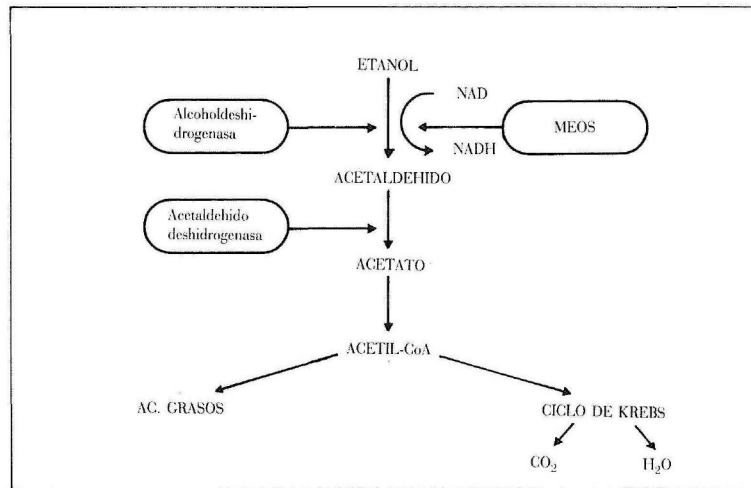 ETANOL
Alcoholdeshi-
drogenasa
NAD
MEOS
NADH
ACETALDEHIDO
Acetaldehido
deshidrogenasa
ACETATO
ACETIL-CoA
AC. GRASOS
CICLO DE KREBS
CO₂
H₂O